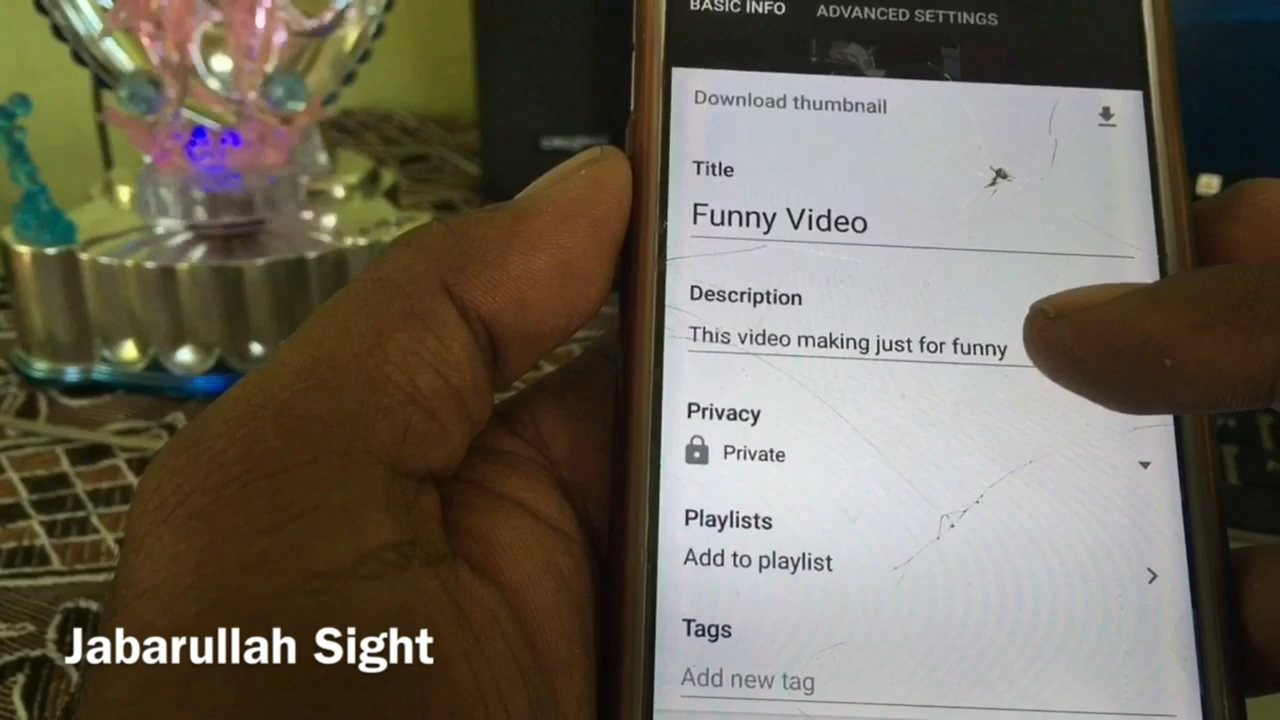 BASIC INFO ADVANCED SETTINGS
Download thumbnail
Title
Funny Video
Description
This video making just for funny
Privacy
Private
Playlists
Add to playlist
Tags
Add new tag
Jabarullah Sight